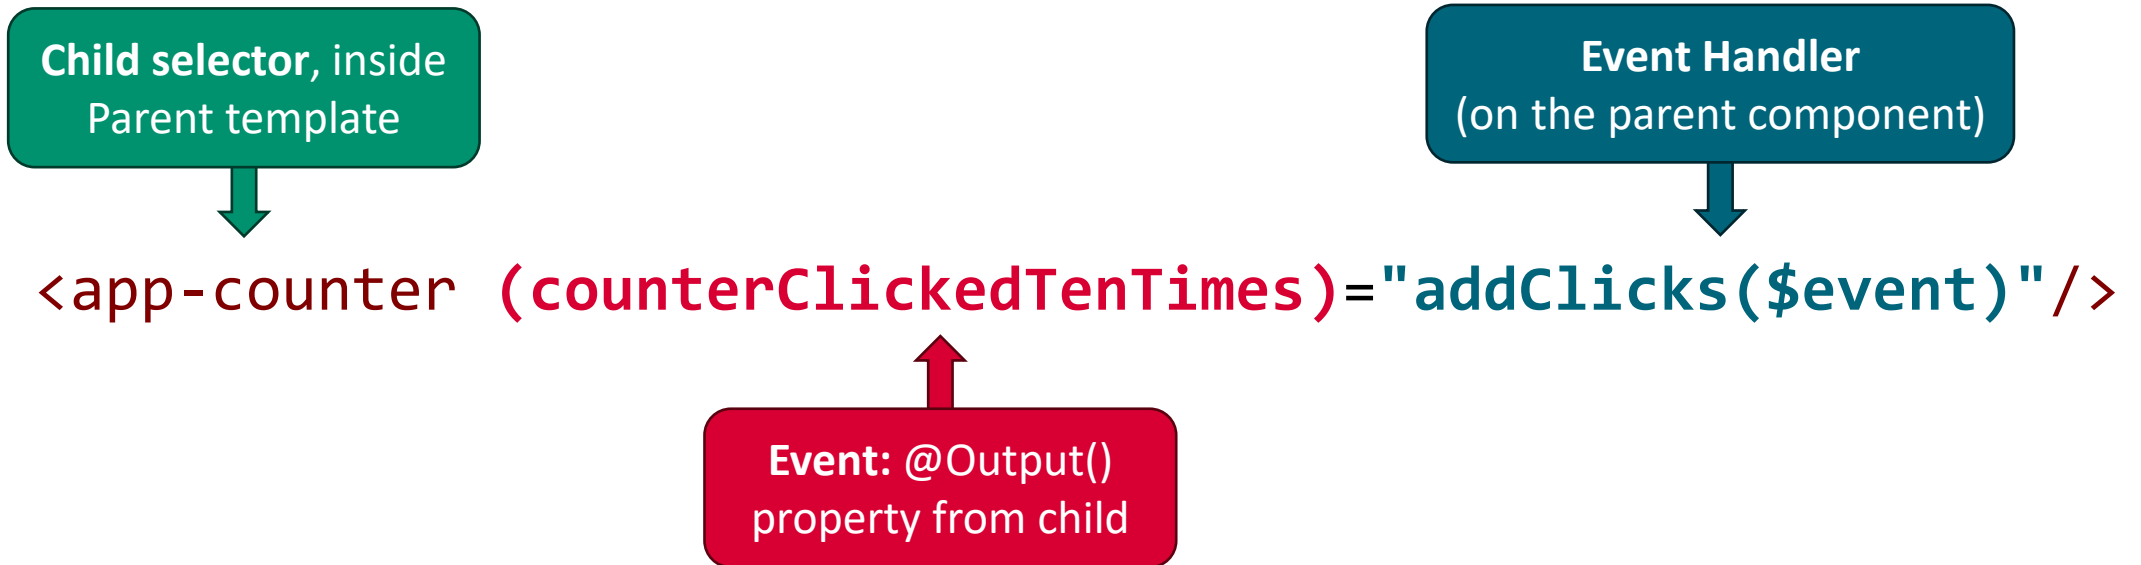 Child selector, inside
Parent template
Event Handler
(on the parent component)
<app-counter (counterClickedTenTimes)="addClicks($event)"/>
Event: @Output()
property from child